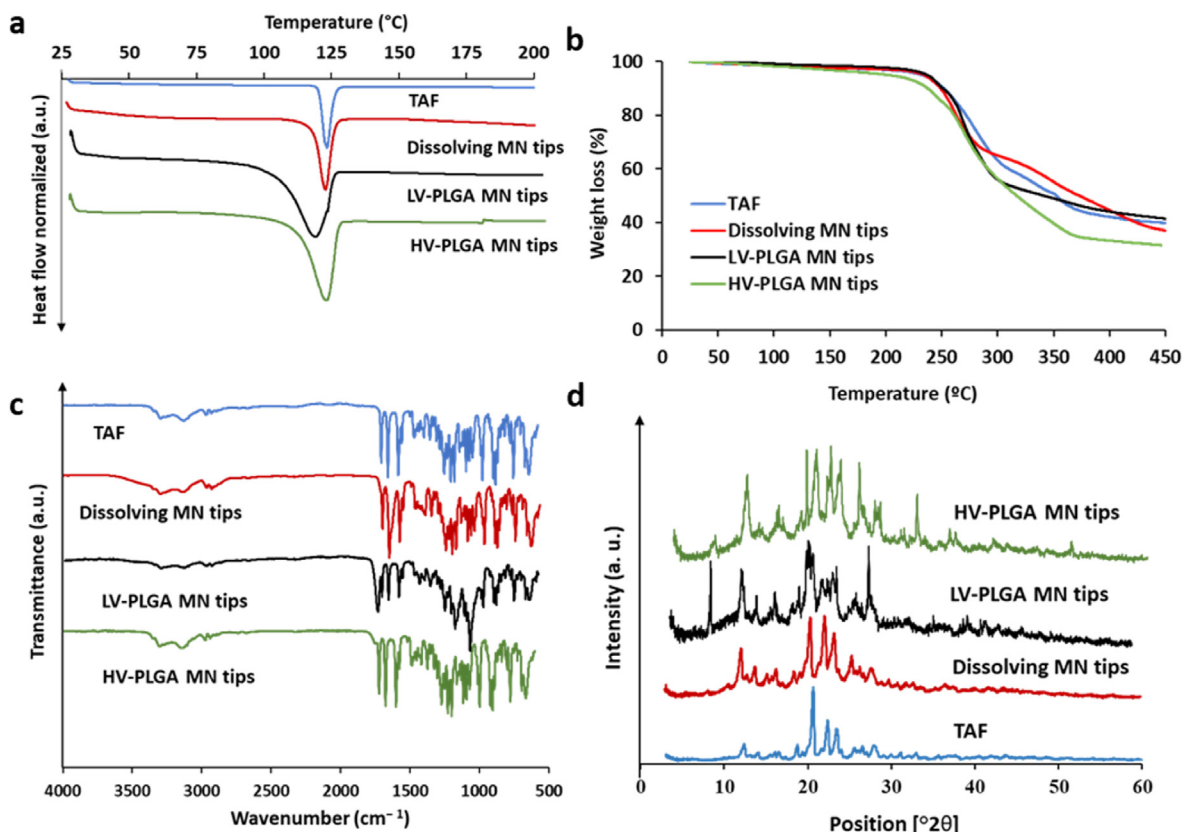 a
Temperature (°C)
25 50 75 100 125 150 175 200
Heat flow normalized (a.u.)
TAF
Dissolving MN tips
LV-PLGA MN tips
HV-PLGA MN tips
b
100
80
60
40
20
0
Weight loss (%)
TAF
Dissolving MN tips
LV-PLGA MN tips
HV-PLGA MN tips
0 50 100 150 200 250 300 350 400 450
Temperature (ºC)
c
Transmittance (a.u.)
TAF
Dissolving MN tips
LV-PLGA MN tips
HV-PLGA MN tips
4000 3500 3000 2500 2000 1500 1000 500
Wavenumber (cm⁻¹)
d
Intensity (a. u.)
HV-PLGA MN tips
LV-PLGA MN tips
Dissolving MN tips
TAF
0 10 20 30 40 50 60
Position [°2θ]